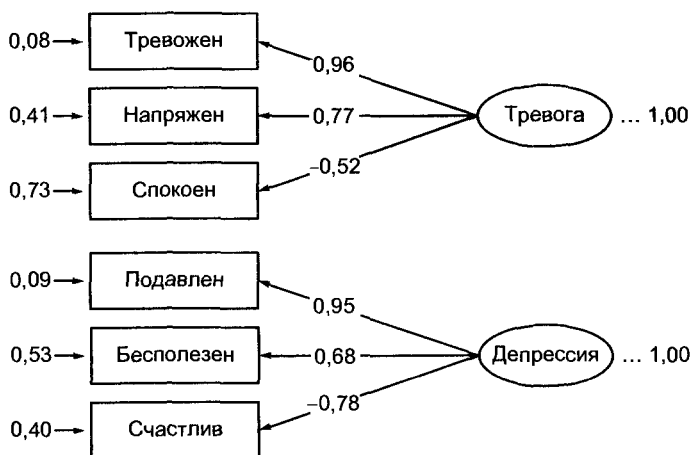 0,08 Тревожен
0,96
0,41 Напряжен 0,77 Тревога ... 1,00
−0,52
0,73 Спокоен
0,09 Подавлен
0,95
0,53 Бесполезен 0,68 Депрессия ... 1,00
−0,78
0,40 Счастлив